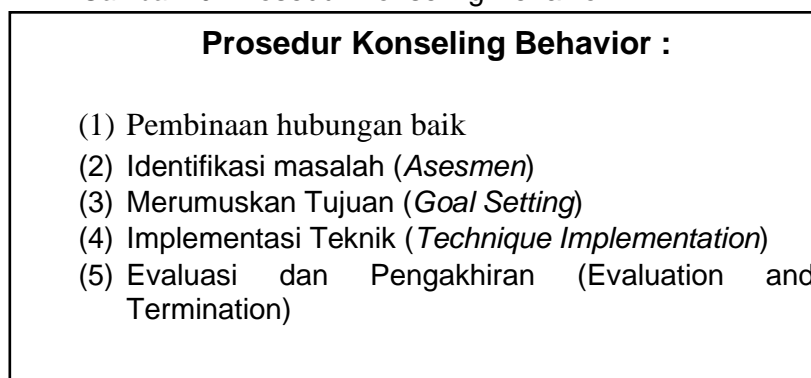 Prosedur Konseling Behavior :
(1) Pembinaan hubungan baik
(2) Identifikasi masalah (Asesmen)
(3) Merumuskan Tujuan (Goal Setting)
(4) Implementasi Teknik (Technique Implementation)
(5) Evaluasi dan Pengakhiran (Evaluation and
Termination)